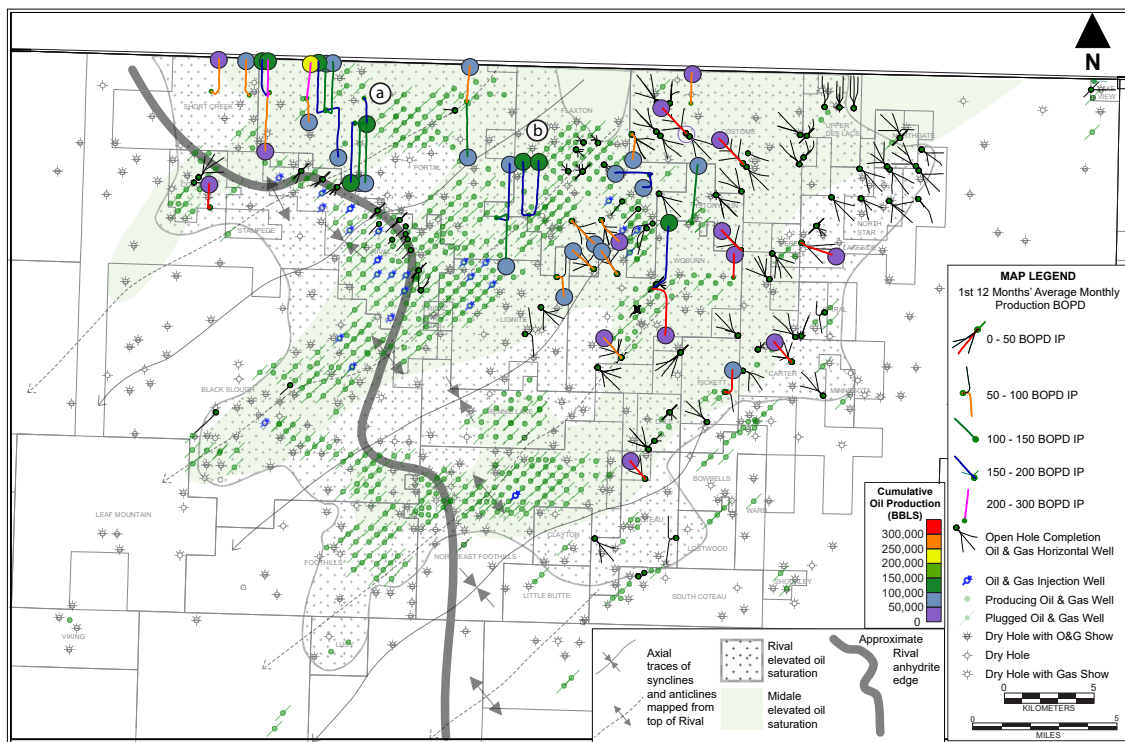 N
LAKE
VIEW
SHORT CREEK
a
FLAXTON
UPPER
DES LACS
b
PORTAL
STAMPEDE
NORTH
STAR
WOBURN
LIGNITE
CARTER
MINNESOTA
BLACK SLOUGH
BOWBELLS
WARD
LEAF MOUNTAIN
CLAYTON
LOSTWOOD
NORTHEAST FOOTHILLS
FOOTHILLS
LITTLE BUTTE
SOUTH COTEAU
VIKING
MAP LEGEND
1st 12 Months' Average Monthly
Production BOPD
0 - 50 BOPD IP
50 - 100 BOPD IP
100 - 150 BOPD IP
150 - 200 BOPD IP
200 - 300 BOPD IP
Open Hole Completion
Oil & Gas Horizontal Well
Oil & Gas Injection Well
Producing Oil & Gas Well
Plugged Oil & Gas Well
Dry Hole with O&G Show
Dry Hole
Dry Hole with Gas Show
0 5
KILOMETERS
0 5
MILES
Cumulative
Oil Production
(BBLS)
300,000
250,000
200,000
150,000
100,000
50,000
0
Axial
traces of
synclines
and anticlines
mapped from
top of Rival
Rival
elevated oil
saturation
Midale
elevated oil
saturation
Approximate
Rival
anhydrite
edge